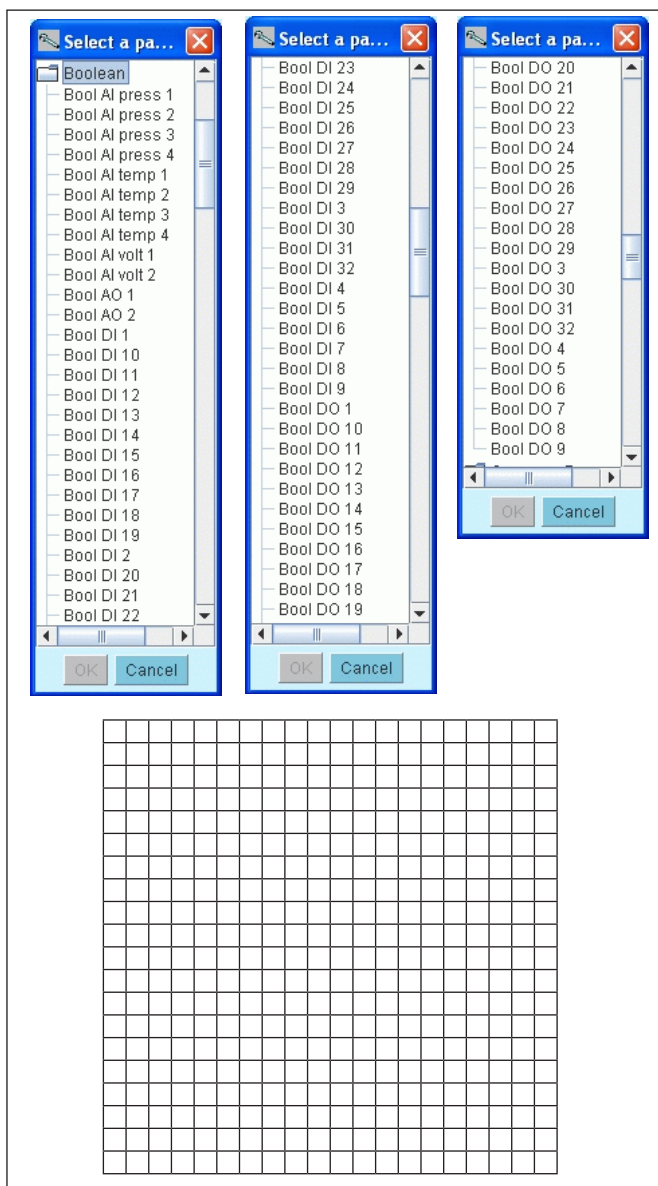 Select a pa...
Boolean
Bool AI press 1
Bool AI press 2
Bool AI press 3
Bool AI press 4
Bool AI temp 1
Bool AI temp 2
Bool AI temp 3
Bool AI temp 4
Bool AI volt 1
Bool AI volt 2
Bool AO 1
Bool AO 2
Bool DI 1
Bool DI 10
Bool DI 11
Bool DI 12
Bool DI 13
Bool DI 14
Bool DI 15
Bool DI 16
Bool DI 17
Bool DI 18
Bool DI 19
Bool DI 2
Bool DI 20
Bool DI 21
Bool DI 22
OK Cancel
Select a pa...
Bool DI 23
Bool DI 24
Bool DI 25
Bool DI 26
Bool DI 27
Bool DI 28
Bool DI 29
Bool DI 3
Bool DI 30
Bool DI 31
Bool DI 32
Bool DI 4
Bool DI 5
Bool DI 6
Bool DI 7
Bool DI 8
Bool DI 9
Bool DO 1
Bool DO 10
Bool DO 11
Bool DO 12
Bool DO 13
Bool DO 14
Bool DO 15
Bool DO 16
Bool DO 17
Bool DO 18
Bool DO 19
OK Cancel
Select a pa...
Bool DO 20
Bool DO 21
Bool DO 22
Bool DO 23
Bool DO 24
Bool DO 25
Bool DO 26
Bool DO 27
Bool DO 28
Bool DO 29
Bool DO 3
Bool DO 30
Bool DO 31
Bool DO 32
Bool DO 4
Bool DO 5
Bool DO 6
Bool DO 7
Bool DO 8
Bool DO 9
OK Cancel